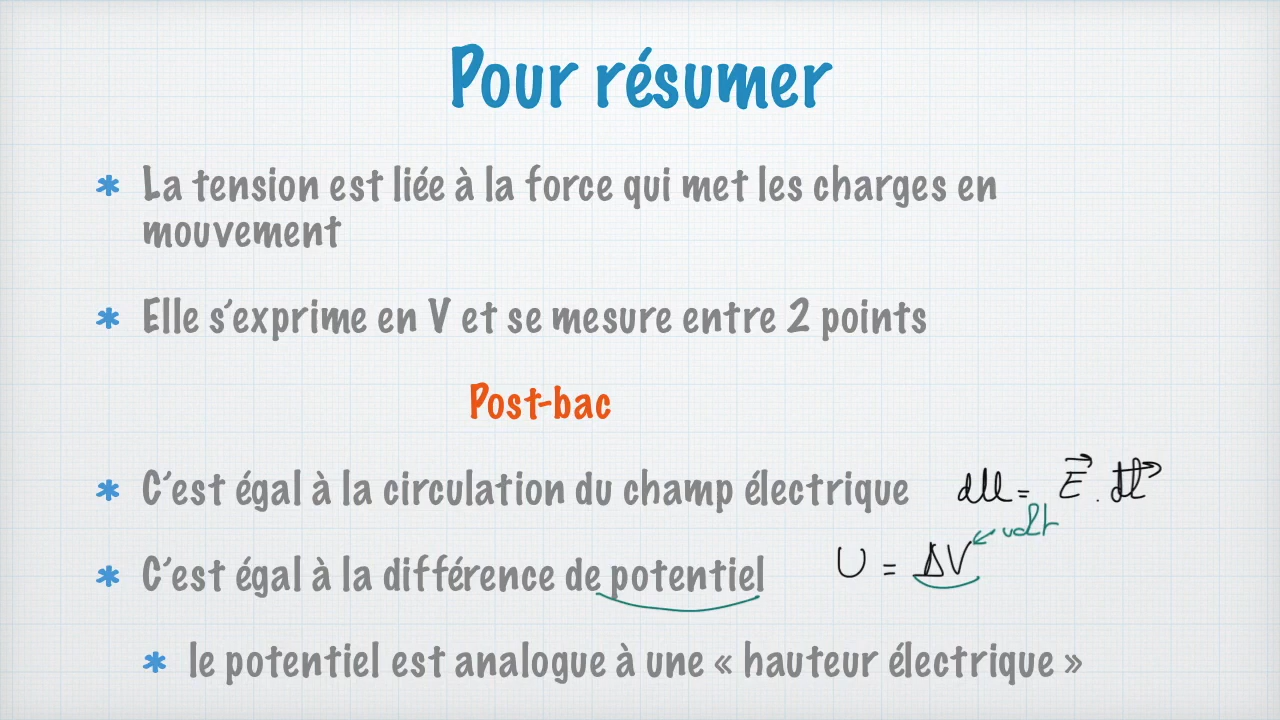 Pour résumer
* La tension est liée à la force qui met les charges en
mouvement
* Elle s’exprime en V et se mesure entre 2 points
Post-bac
* C’est égal à la circulation du champ électrique dU = E⃗ . dl⃗
volt
* C’est égal à la différence de potentiel U = ΔV
* le potentiel est analogue à une « hauteur électrique »